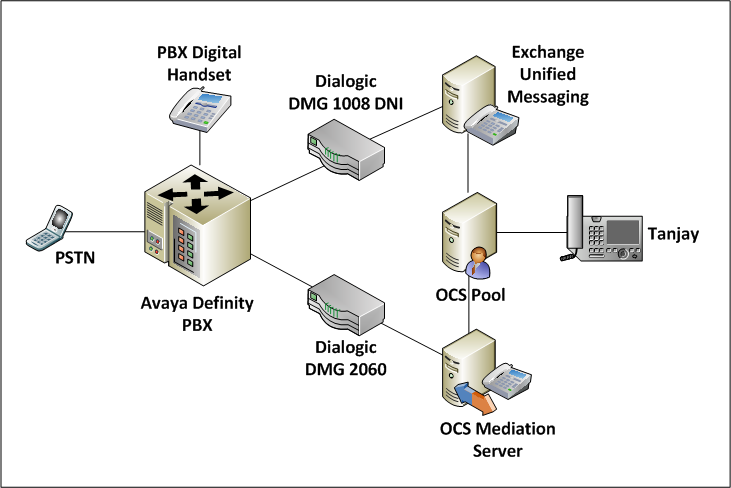 PBX Digital
Handset
Dialogic
DMG 1008 DNI
Exchange
Unified
Messaging
PSTN
Avaya Definity
PBX
OCS Pool
Tanjay
Dialogic
DMG 2060
OCS Mediation
Server